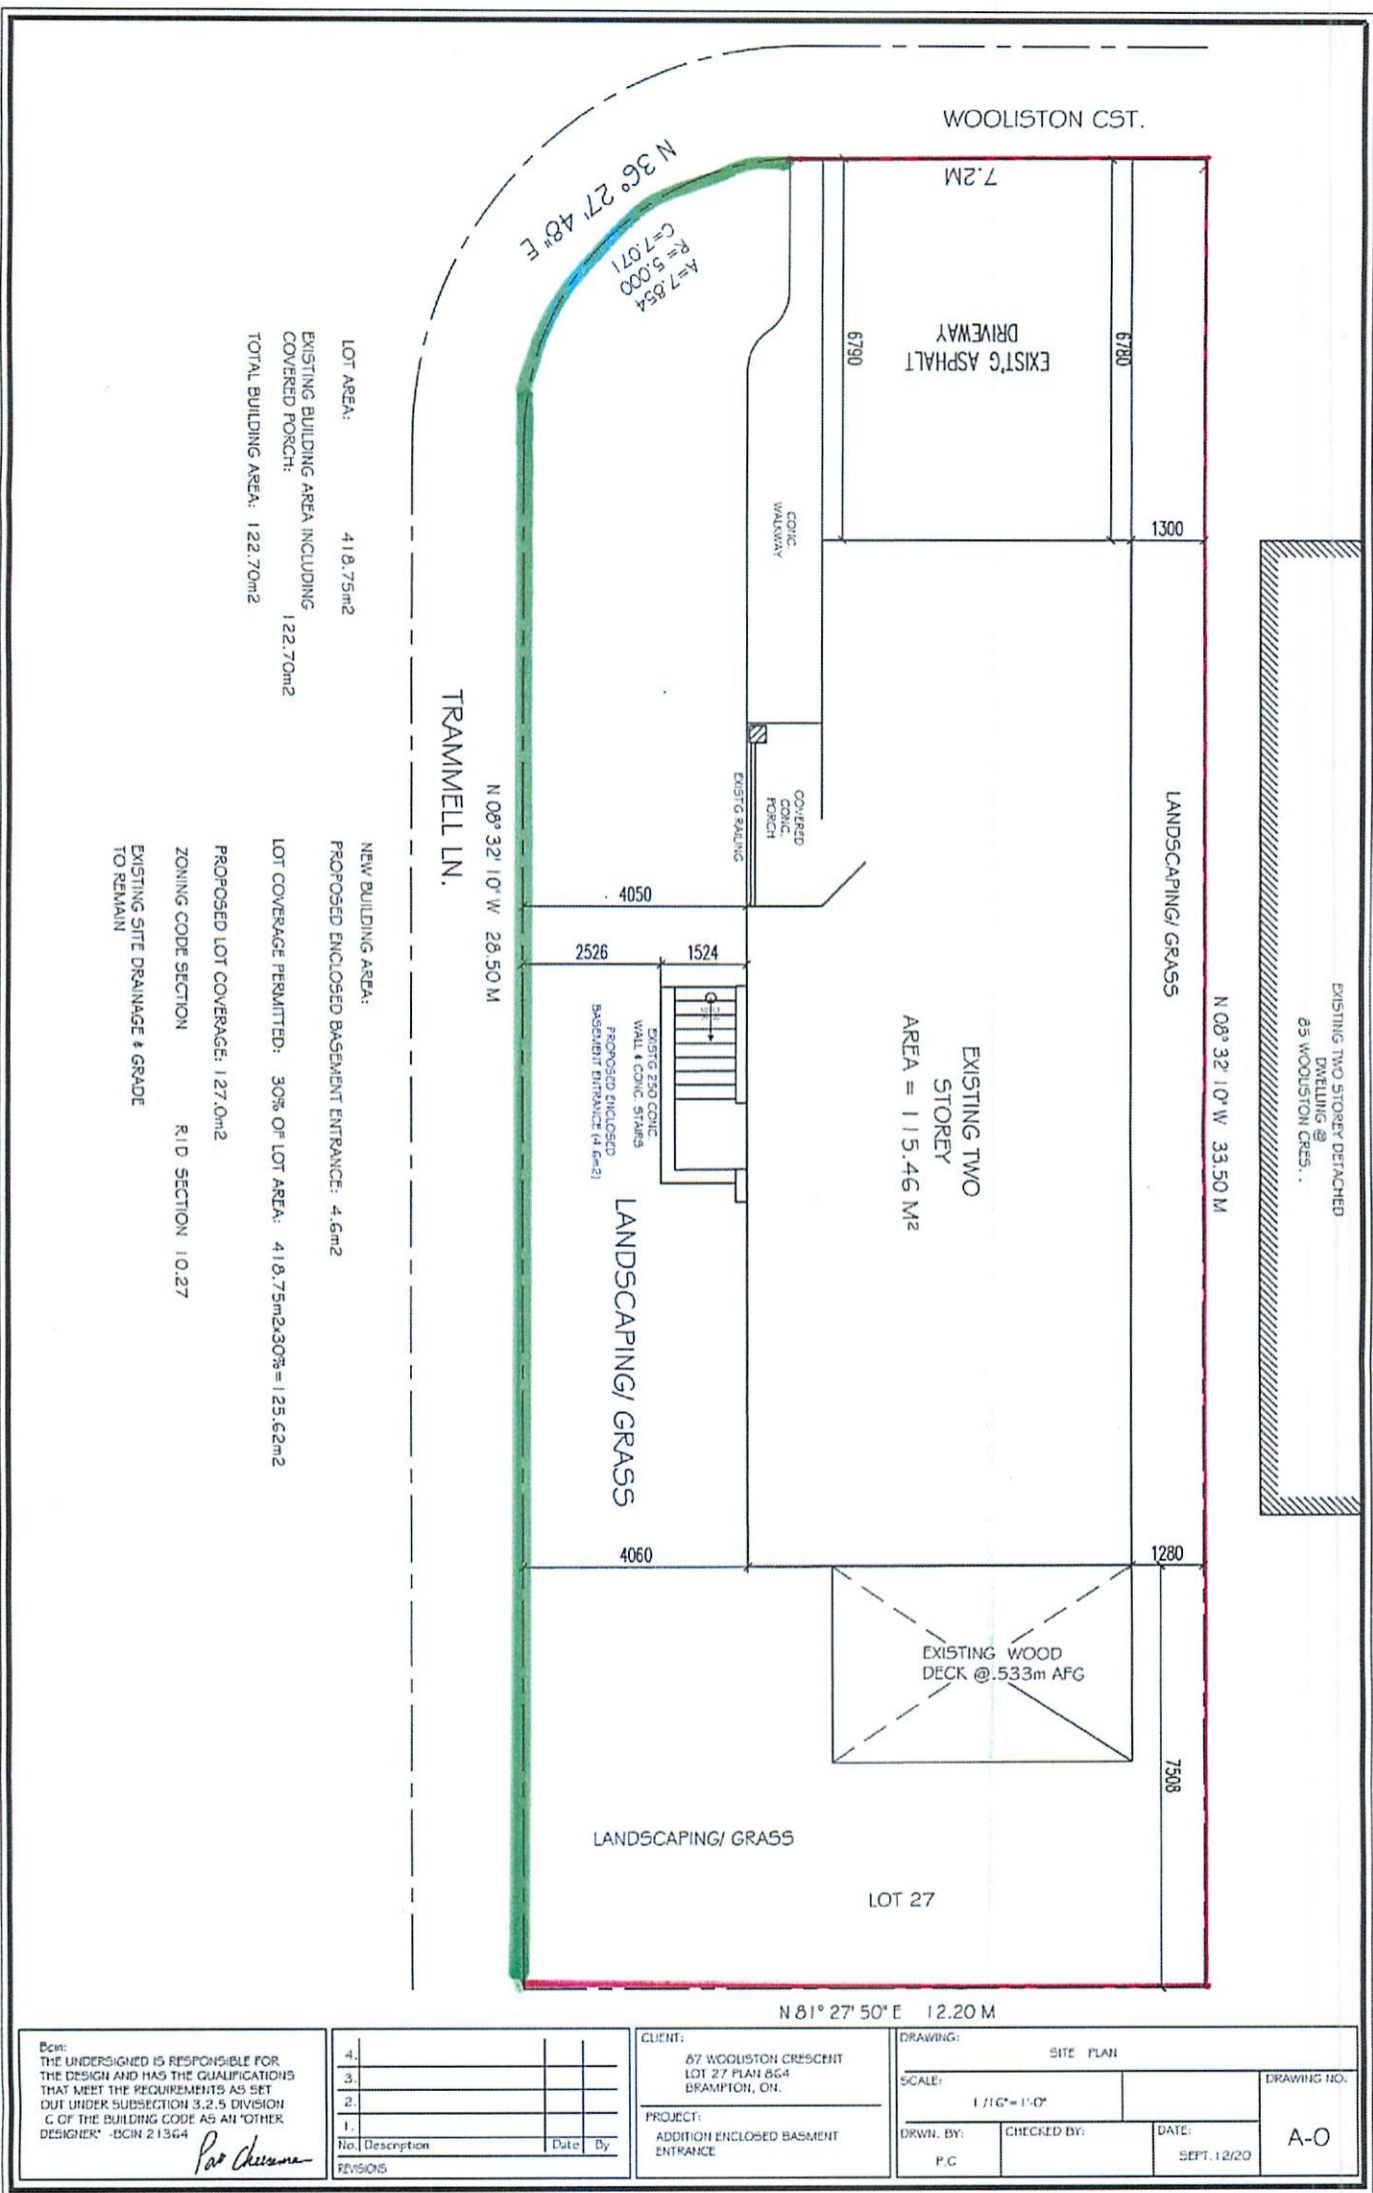 WOOLISTON CST.
7.2M
N 36° 27' 48" E
A=7.854
R= 5.000
C=7.071
EXIST'G ASPHALT
DRIVEWAY
6790
6780
1300
LOT AREA: 418.75m2
EXISTING BUILDING AREA INCLUDING
COVERED PORCH: 122.70m2
TOTAL BUILDING AREA: 122.70m2
CONC.
WALKWAY
COVERED
CONC.
PORCH
EXIST'G RAILING
TRAMMELL LN.
N 08° 32' 10" W 28.50 M
4050
2526
1524
EXIST'G 250 CONC.
WALL & CONC. STAIRS
PROPOSED ENCLOSED
BASEMENT ENTRANCE (4.6m2)
LANDSCAPING/ GRASS
EXISTING TWO
STOREY
AREA = 115.46 M²
LANDSCAPING/ GRASS
N 08° 32' 10" W 33.50 M
EXISTING TWO STOREY DETACHED
DWELLING @
85 WOOLISTON CRES..
NEW BUILDING AREA:
PROPOSED ENCLOSED BASEMENT ENTRANCE: 4.6m2
LOT COVERAGE PERMITTED: 30% OF LOT AREA: 418.75m2x30%=125.62m2
PROPOSED LOT COVERAGE: 127.0m2
ZONING CODE SECTION R1D SECTION 10.27
EXISTING SITE DRAINAGE & GRADE
TO REMAIN
4060
1280
EXISTING WOOD
DECK @.533m AFG
7508
LANDSCAPING/ GRASS
LOT 27
N 81° 27' 50" E 12.20 M
Bcin:
THE UNDERSIGNED IS RESPONSIBLE FOR
THE DESIGN AND HAS THE QUALIFICATIONS
THAT MEET THE REQUIREMENTS AS SET
OUT UNDER SUBSECTION 3.2.5 DIVISION
C OF THE BUILDING CODE AS AN "OTHER
DESIGNER" -BCIN 21364
4.
3.
2.
1.
No. Description Date By
REVISIONS
CLIENT:
87 WOOLISTON CRESCENT
LOT 27 PLAN 864
BRAMPTON, ON.
PROJECT:
ADDITION ENCLOSED BASMENT
ENTRANCE
DRAWING:
SITE PLAN
SCALE:
1/16"=1'-0"
DRWN. BY:
P.C
CHECKED BY:
DATE:
SEPT.12/20
DRAWING NO.
A-0